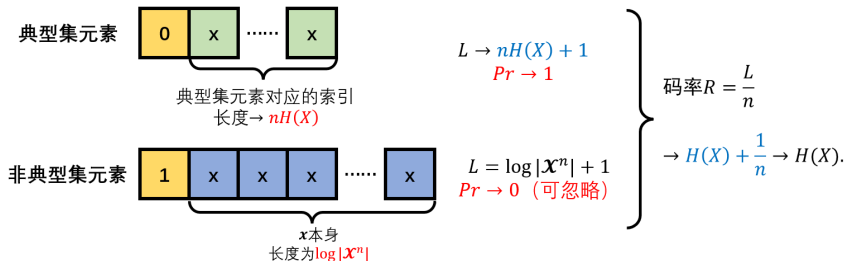 典型集元素
0 x ⋯⋯ x
典型集元素对应的索引
长度→ nH(X)
L → nH(X) + 1
Pr → 1
非典型集元素
1 x x x ⋯⋯ x
x本身
长度为log|𝒳ⁿ|
L = log|𝒳ⁿ| + 1
Pr → 0（可忽略）
码率R = L/n
→ H(X) + 1/n → H(X).